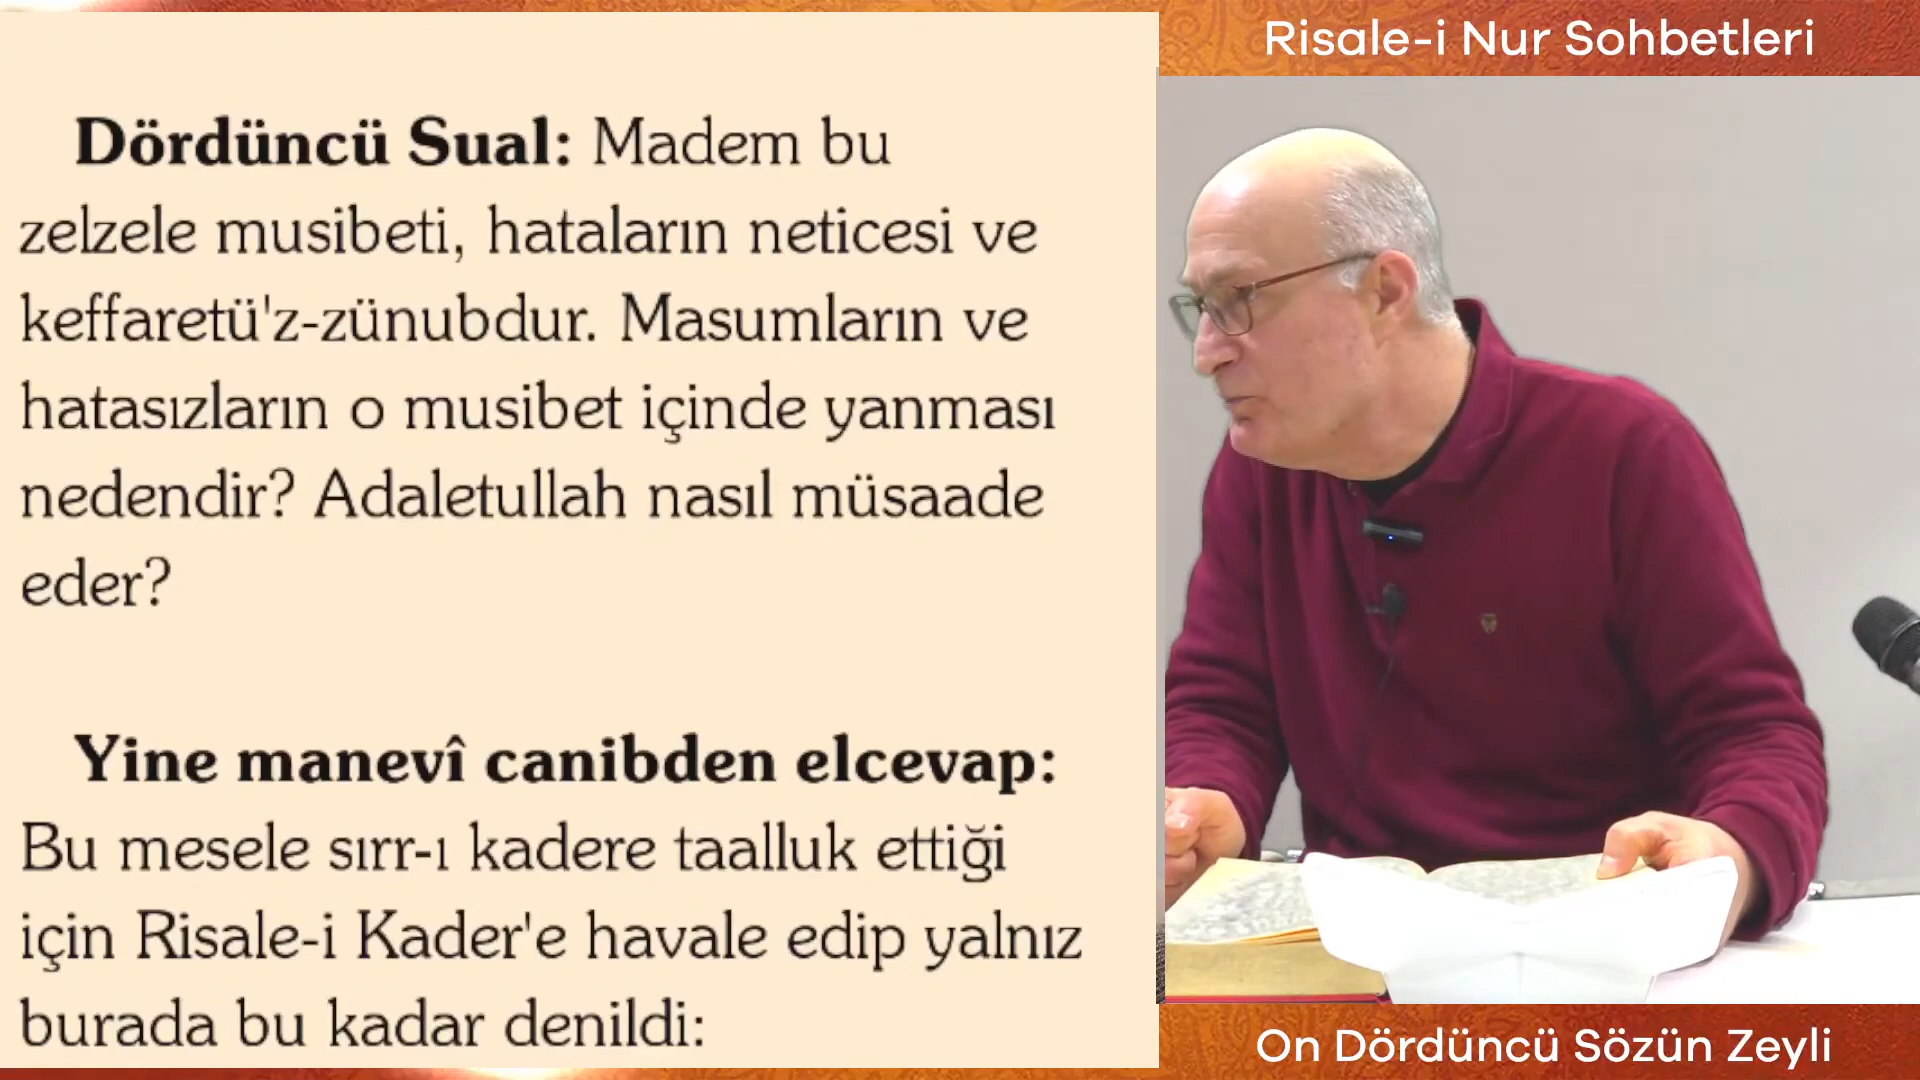 Risale-i Nur Sohbetleri
Dördüncü Sual: Madem bu
zelzele musibeti, hataların neticesi ve
keffaretü'z-zünubdur. Masumların ve
hatasızların o musibet içinde yanması
nedendir? Adaletullah nasıl müsaade
eder?
Yine manevî canibden elcevap:
Bu mesele sırr-ı kadere taalluk ettiği
için Risale-i Kader'e havale edip yalnız
burada bu kadar denildi:
On Dördüncü Sözün Zeyli